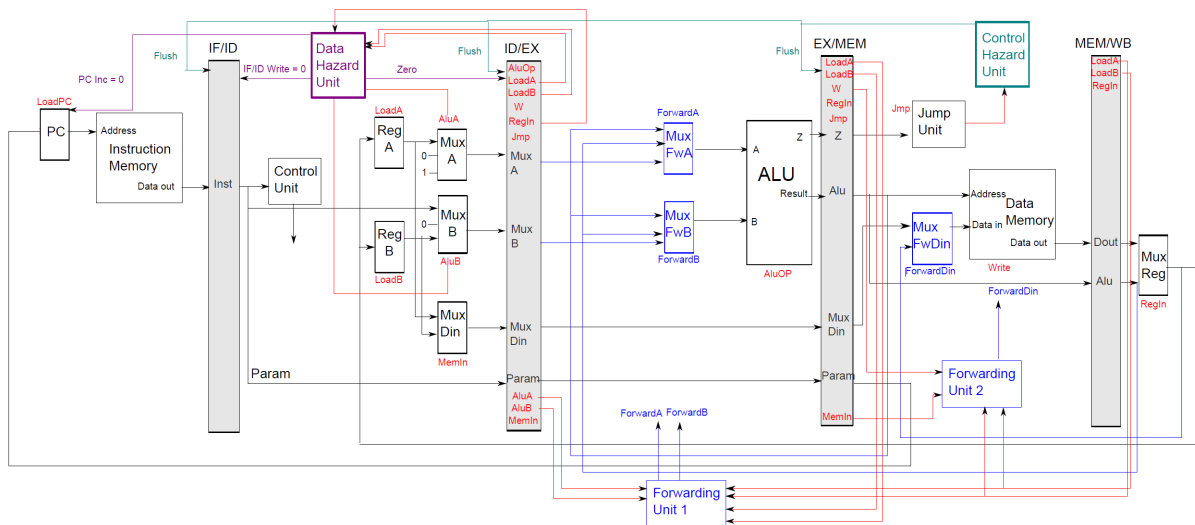 IF/ID
Data
Hazard
Unit
ID/EX
EX/MEM
Control
Hazard
Unit
MEM/WB
Flush
IF/ID Write = 0
Zero
Flush
Flush
PC Inc = 0
LoadPC
PC
Address
Instruction
Memory
Data out
Inst
Control
Unit
LoadA
Reg
A
AluA
Mux
A
0
1
Mux
B
0
Reg
B
LoadB
AluB
Mux
Din
MemIn
Param
AluOp
LoadA
LoadB
W
RegIn
Jmp
Mux
A
Mux
B
Mux
Din
Param
AluA
AluB
MemIn
ForwardA
Mux
FwA
Mux
FwB
ForwardB
A
Z
ALU
Result
B
AluOP
LoadA
LoadB
W
RegIn
Jmp
Z
Alu
Mux
Din
Param
MemIn
Jmp
Jump
Unit
Address
Data
Memory
Data in
Data out
Write
Mux
FwDin
ForwardDin
ForwardDin
Forwarding
Unit 2
LoadA
LoadB
RegIn
Dout
Alu
Mux
Reg
RegIn
ForwardA
ForwardB
Forwarding
Unit 1